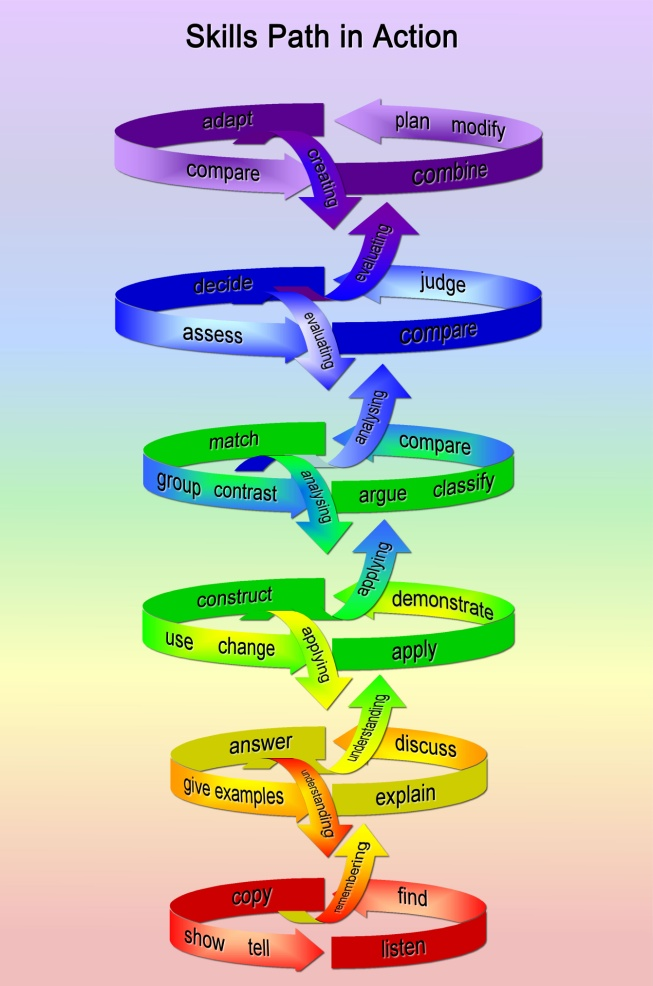 Skills Path in Action
adapt
plan modify
compare
creating
combine
evaluating
decide
judge
assess
evaluating
compare
analysing
match
compare
group contrast
analysing
argue classify
applying
construct
demonstrate
use change
applying
apply
understanding
answer
discuss
give examples
understanding
explain
remembering
copy
find
show tell
listen